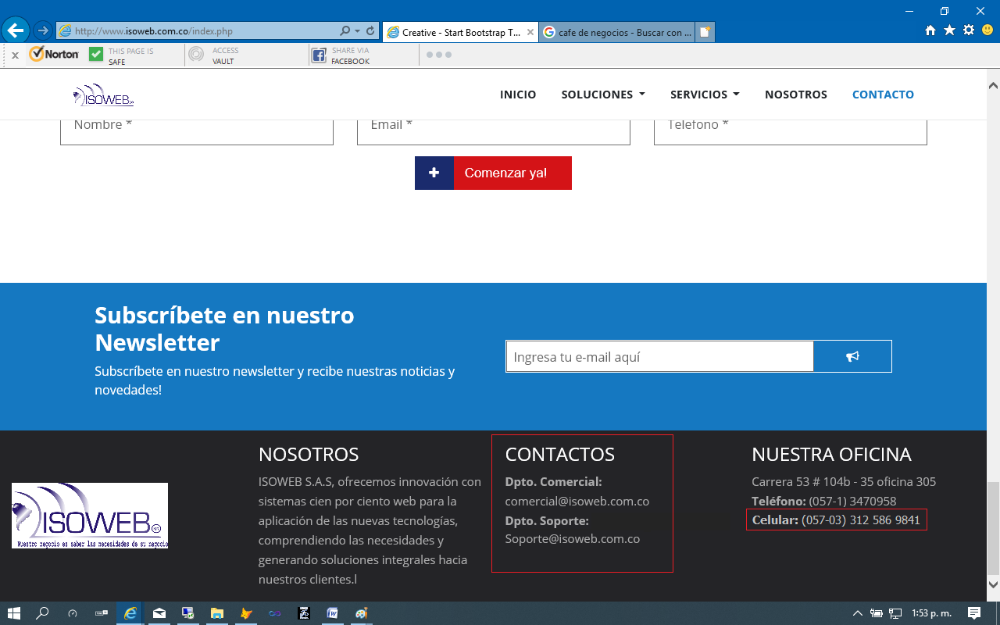 http://www.isoweb.com.co/index.php
Creative - Start Bootstrap T...
cafe de negocios - Buscar con ...
x
Norton
THIS PAGE IS
SAFE
ACCESS
VAULT
SHARE VIA
FACEBOOK
ISOWEB
INICIO
SOLUCIONES
SERVICIOS
NOSOTROS
CONTACTO
Nombre *
Email *
Telefono *
Comenzar ya!
Subscríbete en nuestro
Newsletter
Subscríbete en nuestro newsletter y recibe nuestras noticias y
novedades!
Ingresa tu e-mail aquí
ISOWEB
Nuestro negocio es saber las necesidades de su negocio
NOSOTROS
ISOWEB S.A.S, ofrecemos innovación con
sistemas cien por ciento web para la
aplicación de las nuevas tecnologías,
comprendiendo las necesidades y
generando soluciones integrales hacia
nuestros clientes.l
CONTACTOS
Dpto. Comercial:
comercial@isoweb.com.co
Dpto. Soporte:
Soporte@isoweb.com.co
NUESTRA OFICINA
Carrera 53 # 104b - 35 oficina 305
Teléfono: (057-1) 3470958
Celular: (057-03) 312 586 9841
1:53 p. m.